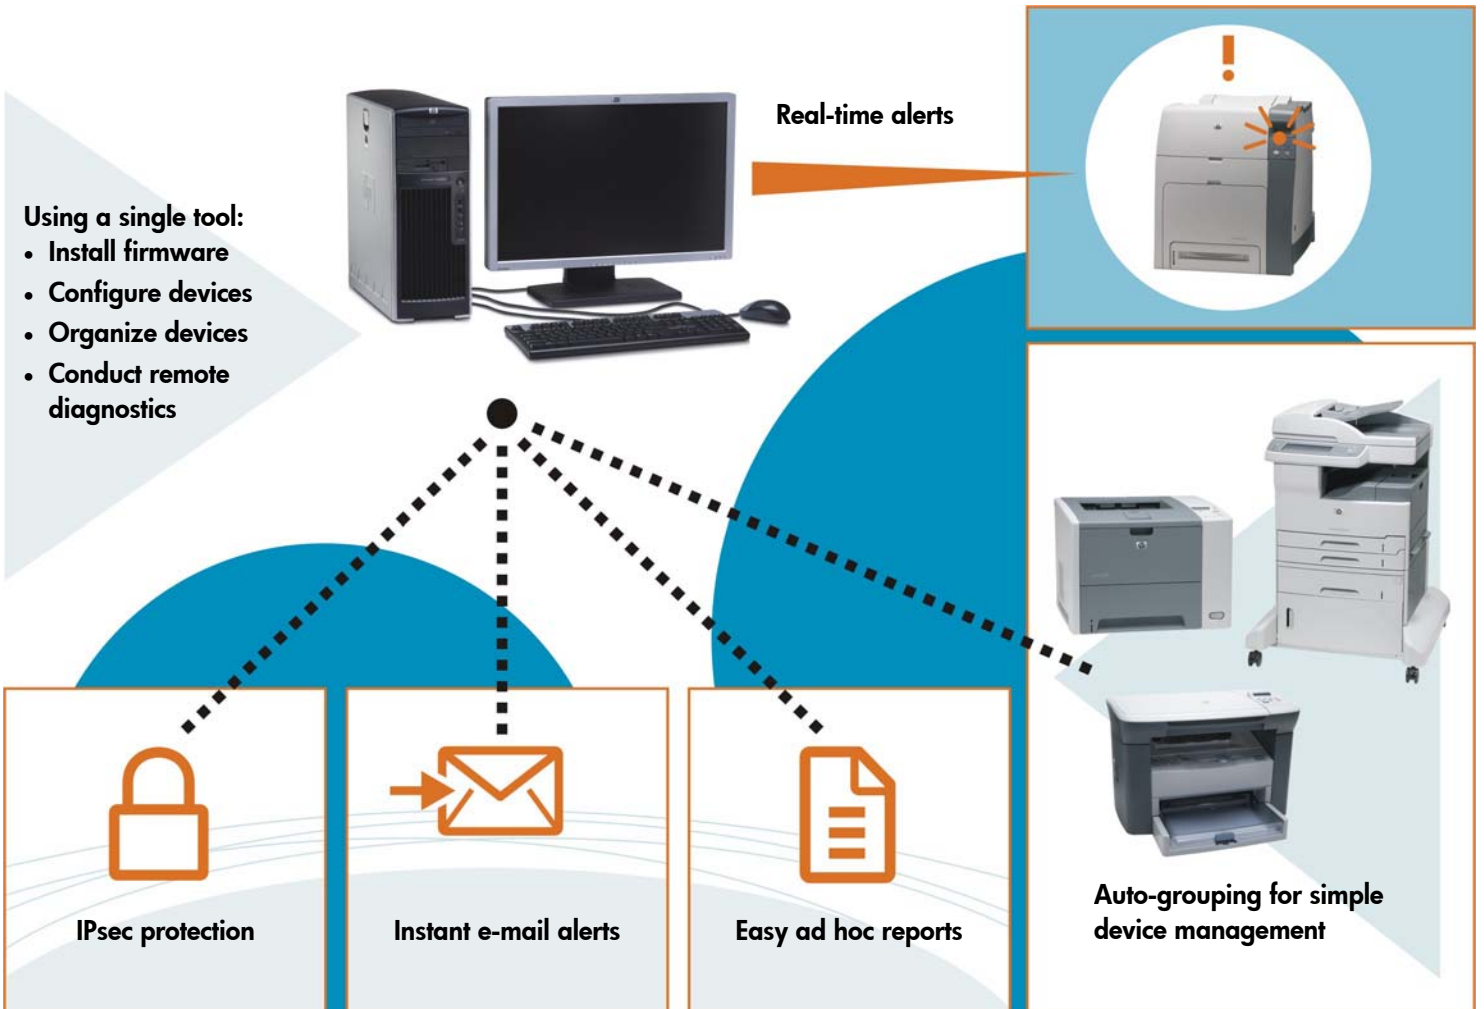 Real-time alerts
Using a single tool:
• Install firmware
• Configure devices
• Organize devices
• Conduct remote
diagnostics
IPsec protection
Instant e-mail alerts
Easy ad hoc reports
Auto-grouping for simple
device management